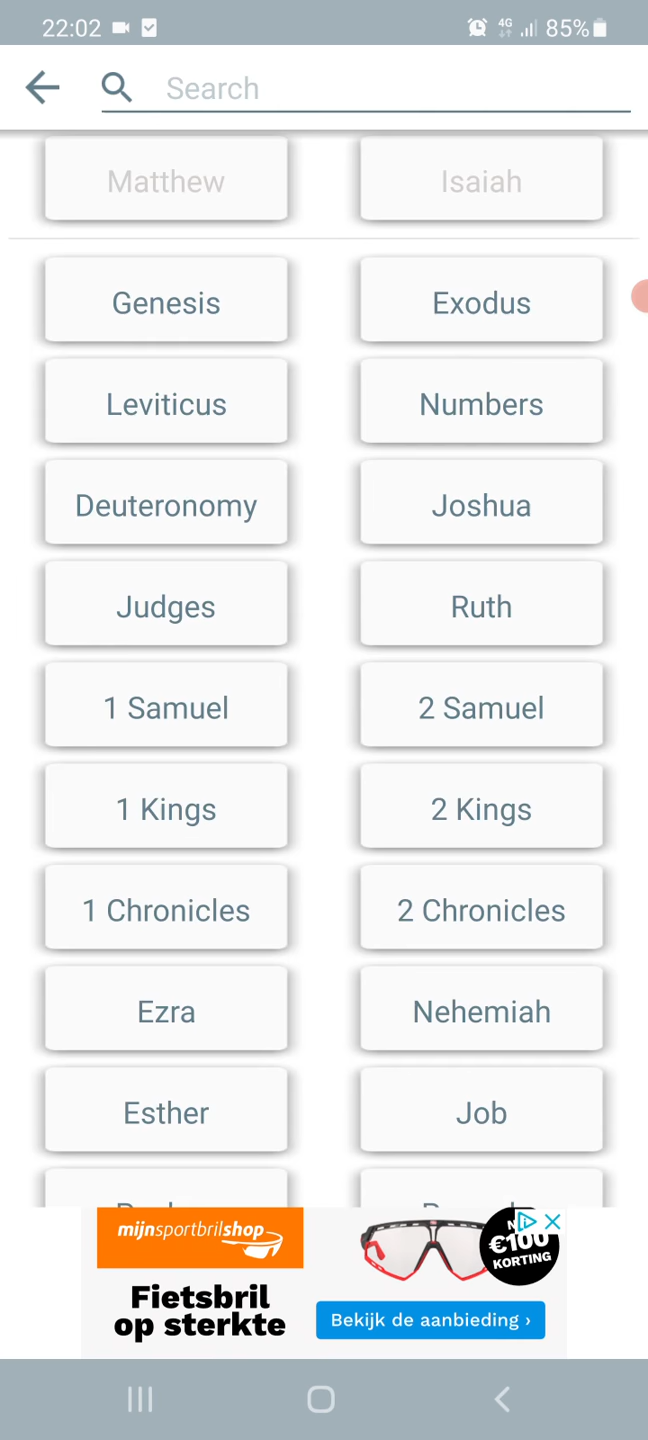 22:02 4G 85%
Search
Matthew Isaiah
Genesis Exodus
Leviticus Numbers
Deuteronomy Joshua
Judges Ruth
1 Samuel 2 Samuel
1 Kings 2 Kings
1 Chronicles 2 Chronicles
Ezra Nehemiah
Esther Job
mijnsportbrilshop
€100
KORTING
Fietsbril
op sterkte
Bekijk de aanbieding ›